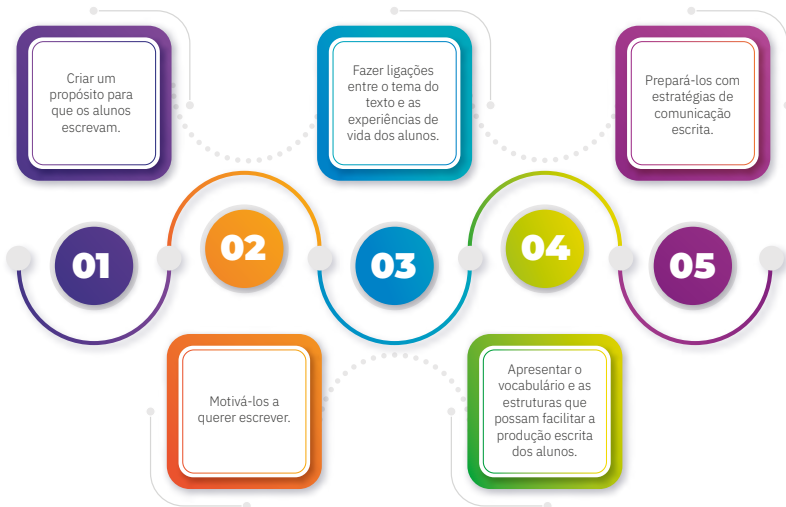 Criar um
propósito para
que os alunos
escrevam.
Fazer ligações
entre o tema do
texto e as
experiências de
vida dos alunos.
Prepará-los com
estratégias de
comunicação
escrita.
01
02
03
04
05
Motivá-los a
querer escrever.
Apresentar o
vocabulário e as
estruturas que
possam facilitar a
produção escrita
dos alunos.